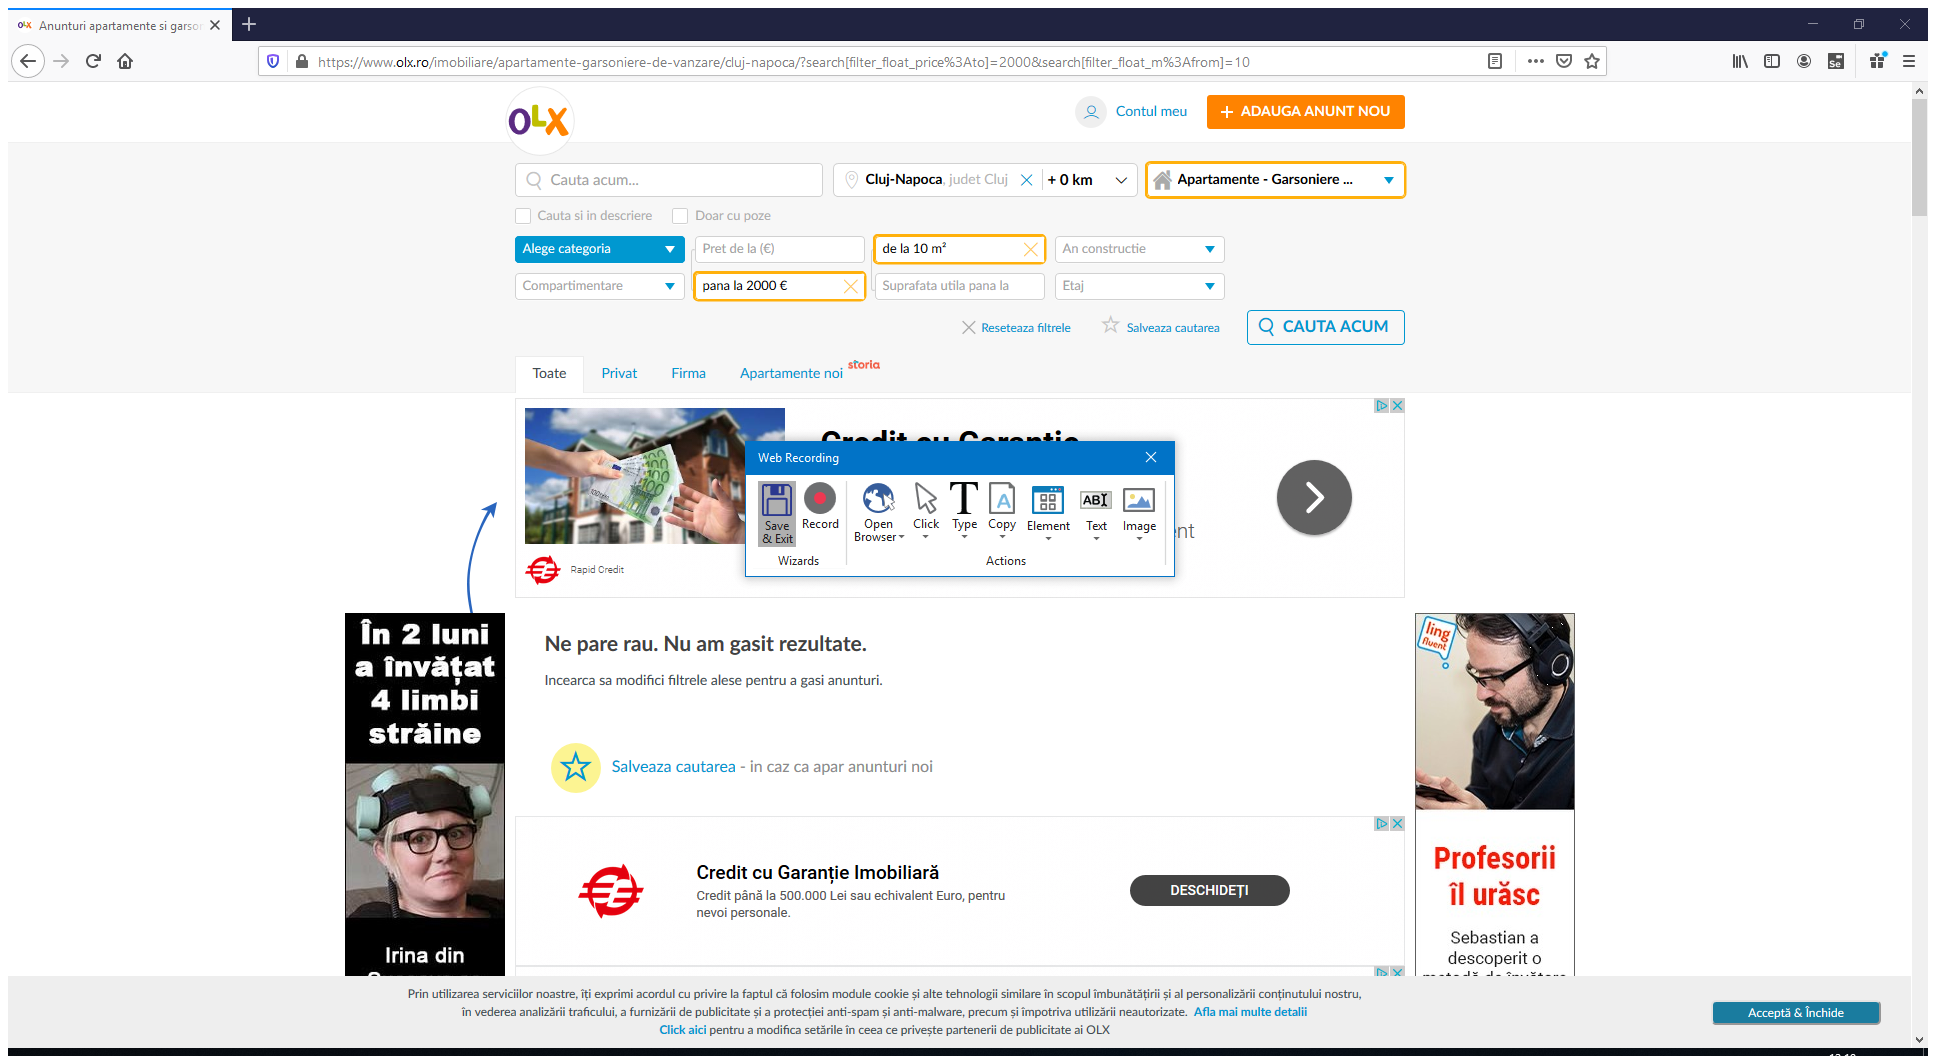 OLX Anunturi apartamente si garson
https://www.olx.ro/imobiliare/apartamente-garsoniere-de-vanzare/cluj-napoca/?search[filter_float_price%3Ato]=2000&search[filter_float_m%3Afrom]=10
Se
OLX
Contul meu
+ ADAUGA ANUNT NOU
Cauta acum...
Cluj-Napoca, judet Cluj
+ 0 km
Apartamente - Garsoniere ...
Cauta si in descriere
Doar cu poze
Alege categoria
Pret de la (€)
de la 10 m²
An constructie
Compartimentare
pana la 2000 €
Suprafata utila pana la
Etaj
Reseteaza filtrele
Salveaza cautarea
CAUTA ACUM
Toate
Privat
Firma
Apartamente noi
storia
Credit cu Garantie
Rapid Credit
Web Recording
Save & Exit
Record
Open Browser
Click
Type
Copy
Element
Text
Image
Wizards
Actions
Ne pare rau. Nu am gasit rezultate.
Incearca sa modifici filtrele alese pentru a gasi anunturi.
Salveaza cautarea - in caz ca apar anunturi noi
În 2 luni
a învățat
4 limbi
străine
Irina din
ling
fluent
Credit cu Garanție Imobiliară
Credit până la 500.000 Lei sau echivalent Euro, pentru
nevoi personale.
DESCHIDEȚI
Profesorii
îl urăsc
Sebastian a
descoperit o
Prin utilizarea serviciilor noastre, îți exprimi acordul cu privire la faptul că folosim module cookie și alte tehnologii similare în scopul îmbunătățirii și al personalizării conținutului nostru,
în vederea analizării traficului, a furnizării de publicitate și a protecției anti-spam și anti-malware, precum și împotriva utilizării neautorizate. Afla mai multe detalii
Click aici pentru a modifica setările în ceea ce privește partenerii de publicitate ai OLX
Acceptă & Închide